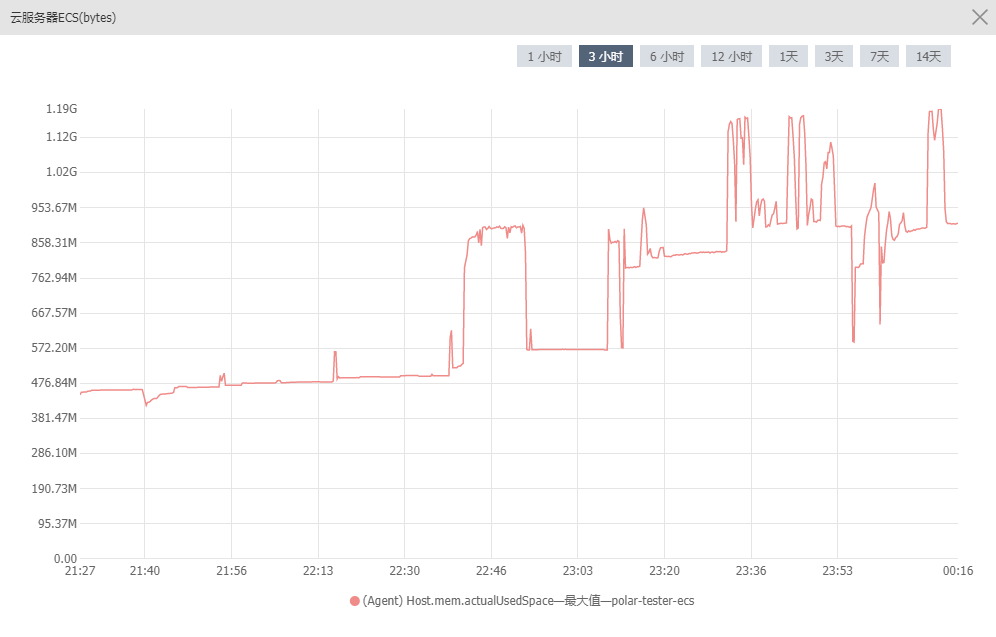 云服务器ECS(bytes)
1 小时 3 小时 6 小时 12 小时 1天 3天 7天 14天
1.19G
1.12G
1.02G
953.67M
858.31M
762.94M
667.57M
572.20M
476.84M
381.47M
286.10M
190.73M
95.37M
0.00
21:27 21:40 21:56 22:13 22:30 22:46 23:03 23:20 23:36 23:53 00:16
(Agent) Host.mem.actualUsedSpace—最大值—polar-tester-ecs